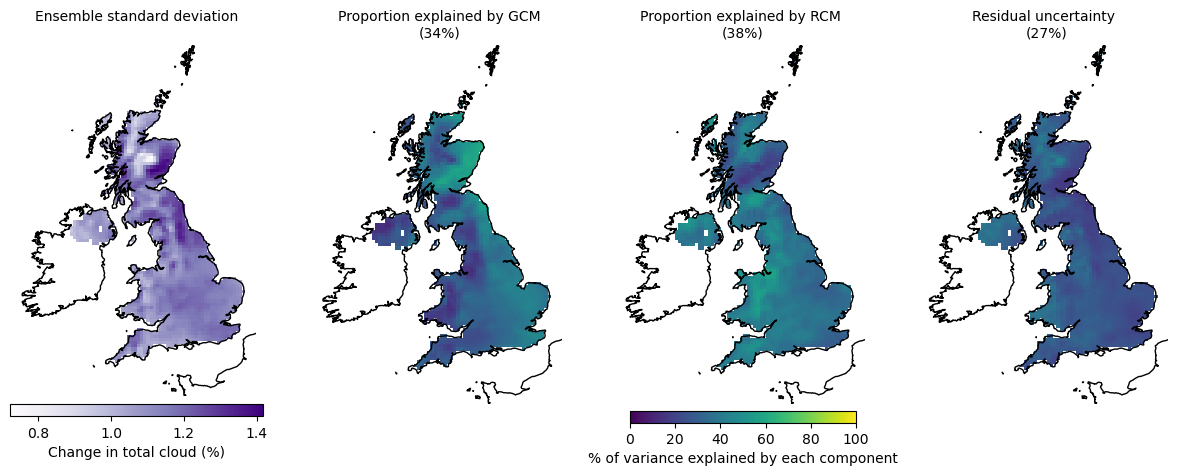 Ensemble standard deviation
Proportion explained by GCM
(34%)
Proportion explained by RCM
(38%)
Residual uncertainty
(27%)
0.8 1.0 1.2 1.4
Change in total cloud (%)
0 20 40 60 80 100
% of variance explained by each component